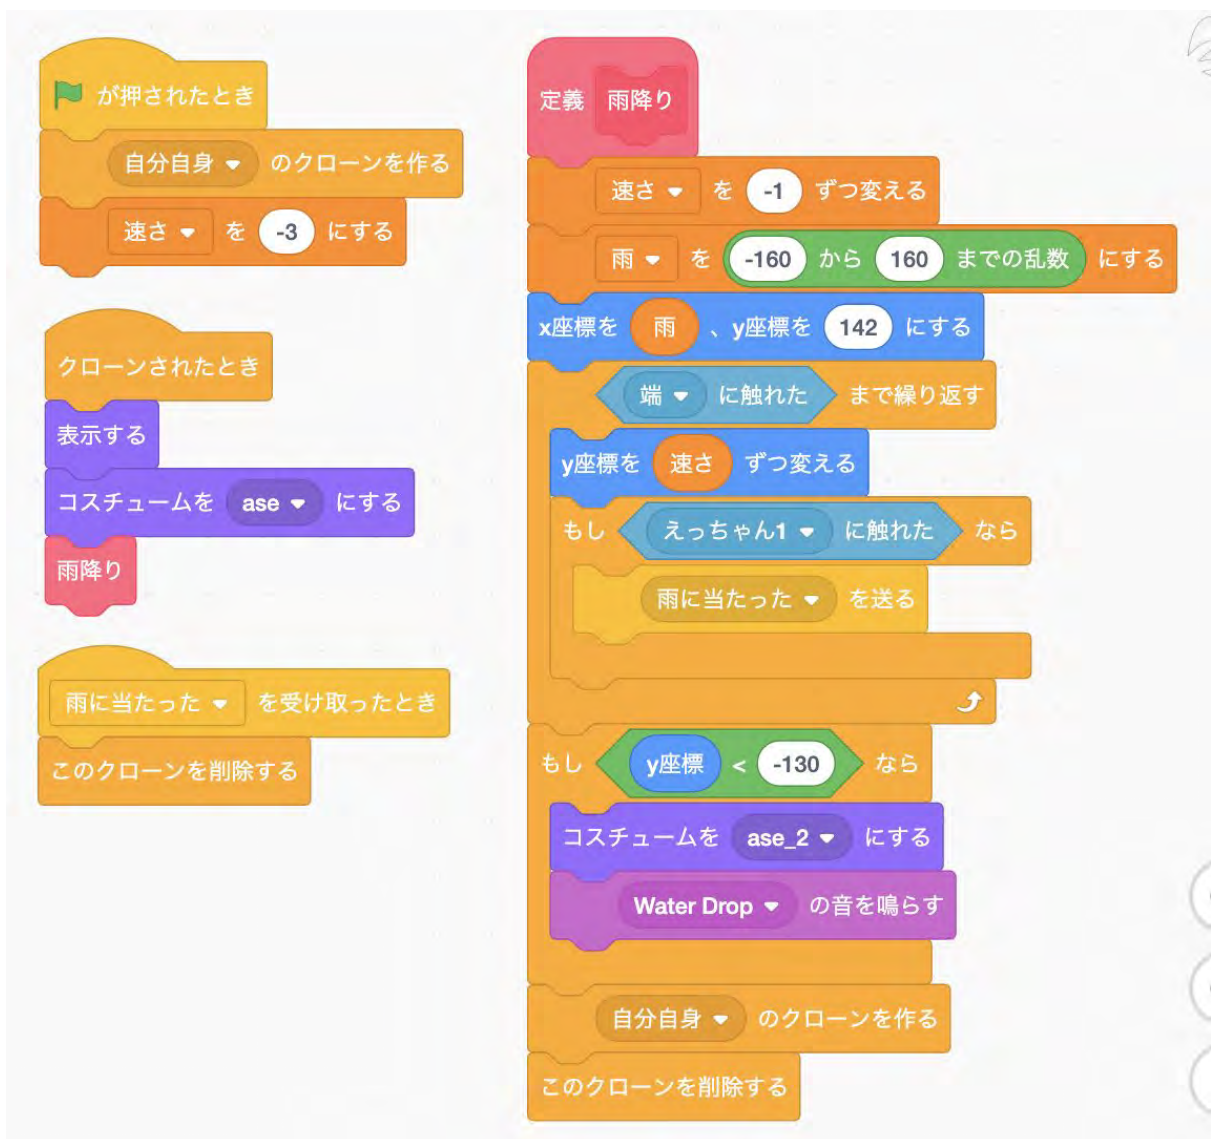 が押されたとき
自分自身 のクローンを作る
速さ を -3 にする
クローンされたとき
表示する
コスチュームを ase にする
雨降り
雨に当たった を受け取ったとき
このクローンを削除する
定義 雨降り
速さ を -1 ずつ変える
雨 を -160 から 160 までの乱数 にする
x座標を 雨 、y座標を 142 にする
端 に触れた まで繰り返す
y座標を 速さ ずつ変える
もし えっちゃん1 に触れた なら
雨に当たった を送る
もし y座標 < -130 なら
コスチュームを ase_2 にする
Water Drop の音を鳴らす
自分自身 のクローンを作る
このクローンを削除する